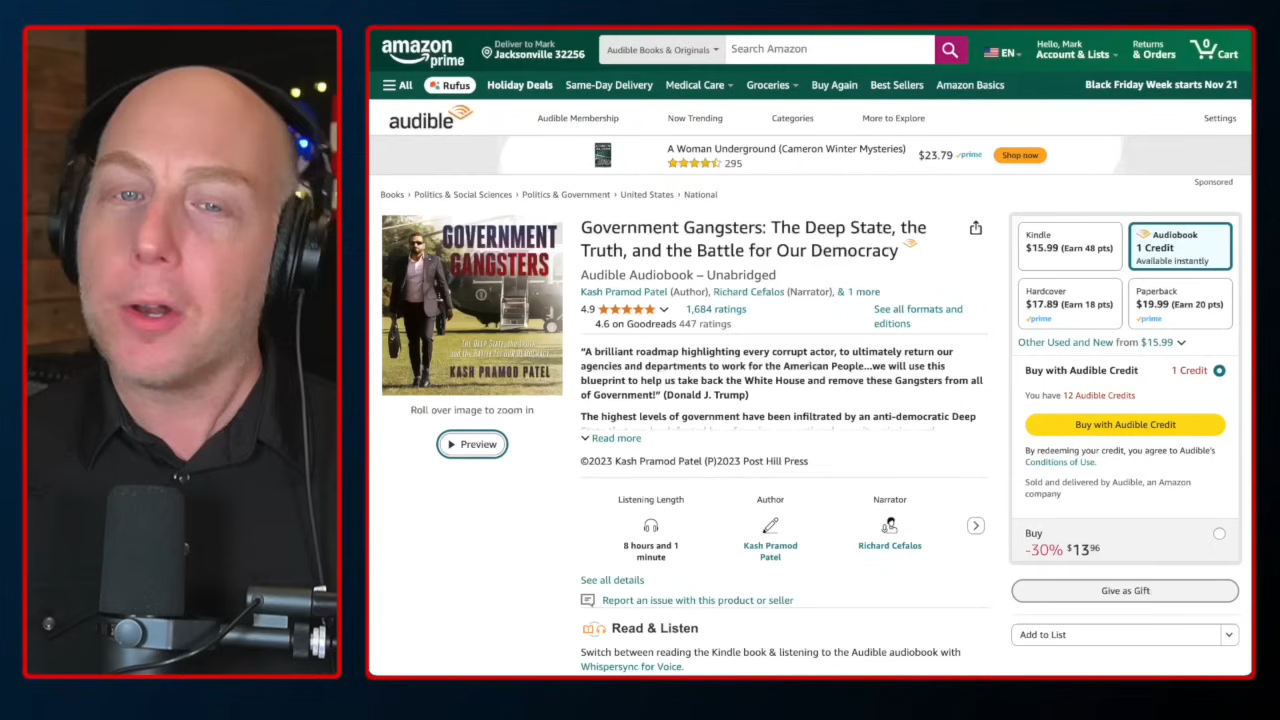 amazon prime
Deliver to Mark
Jacksonville 32256
Audible Books & Originals
Search Amazon
EN
Hello, Mark
Account & Lists
Returns
& Orders
0
Cart
All
Rufus
Holiday Deals
Same-Day Delivery
Medical Care
Groceries
Buy Again
Best Sellers
Amazon Basics
Black Friday Week starts Nov 21
audible
Audible Membership
Now Trending
Categories
More to Explore
Settings
A Woman Underground (Cameron Winter Mysteries)
295
$23.79 prime
Shop now
Sponsored
Books › Politics & Social Sciences › Politics & Government › United States › National
GOVERNMENT
GANGSTERS
THE DEEP STATE, THE TRUTH,
AND THE BATTLE FOR OUR DEMOCRACY
KASH PRAMOD PATEL
Roll over image to zoom in
Preview
Government Gangsters: The Deep State, the
Truth, and the Battle for Our Democracy
Audible Audiobook – Unabridged
Kash Pramod Patel (Author), Richard Cefalos (Narrator), & 1 more
4.9
1,684 ratings
4.6 on Goodreads 447 ratings
See all formats and
editions
“A brilliant roadmap highlighting every corrupt actor, to ultimately return our
agencies and departments to work for the American People...we will use this
blueprint to help us take back the White House and remove these Gangsters from all
of Government!” (Donald J. Trump)
The highest levels of government have been infiltrated by an anti-democratic Deep
Read more
©2023 Kash Pramod Patel (P)2023 Post Hill Press
Listening Length
8 hours and 1
minute
Author
Kash Pramod
Patel
Narrator
Richard Cefalos
See all details
Report an issue with this product or seller
Read & Listen
Switch between reading the Kindle book & listening to the Audible audiobook with
Whispersync for Voice.
Kindle
$15.99 (Earn 48 pts)
Audiobook
1 Credit
Available instantly
Hardcover
$17.89 (Earn 18 pts)
prime
Paperback
$19.99 (Earn 20 pts)
prime
Other Used and New from $15.99
Buy with Audible Credit
1 Credit
You have 12 Audible Credits
Buy with Audible Credit
By redeeming your credit, you agree to Audible's
Conditions of Use.
Sold and delivered by Audible, an Amazon
company
Buy
-30% $13.96
Give as Gift
Add to List